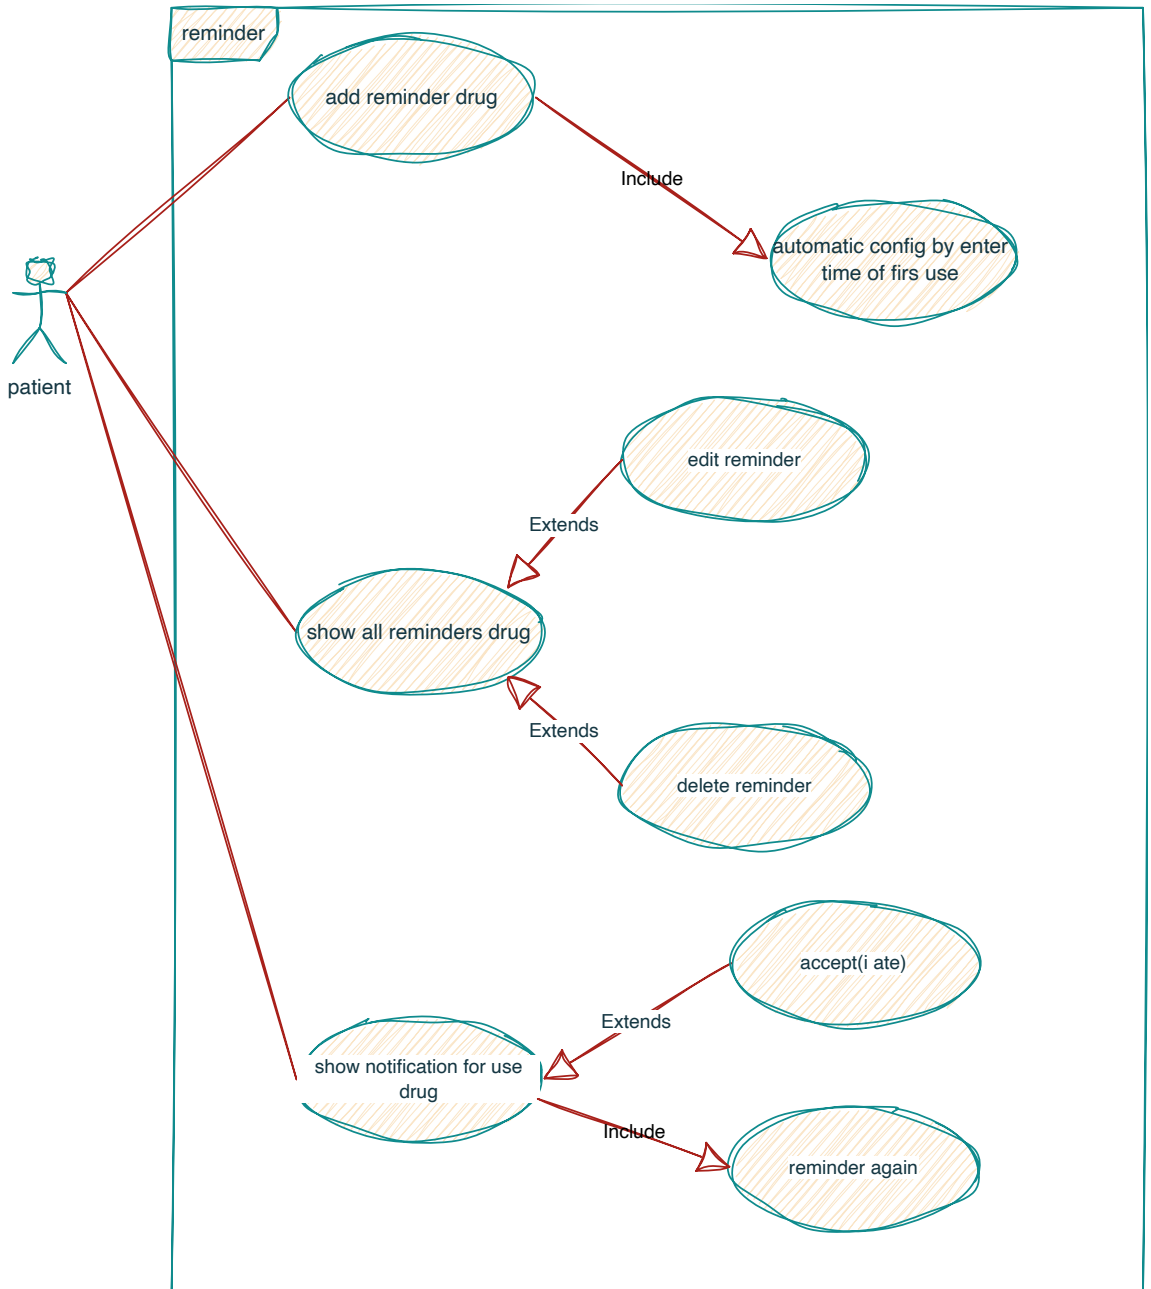 reminder
add reminder drug
Include
automatic config by enter
time of firs use
patient
edit reminder
Extends
show all reminders drug
Extends
delete reminder
accept(i ate)
Extends
show notification for use
drug
Include
reminder again